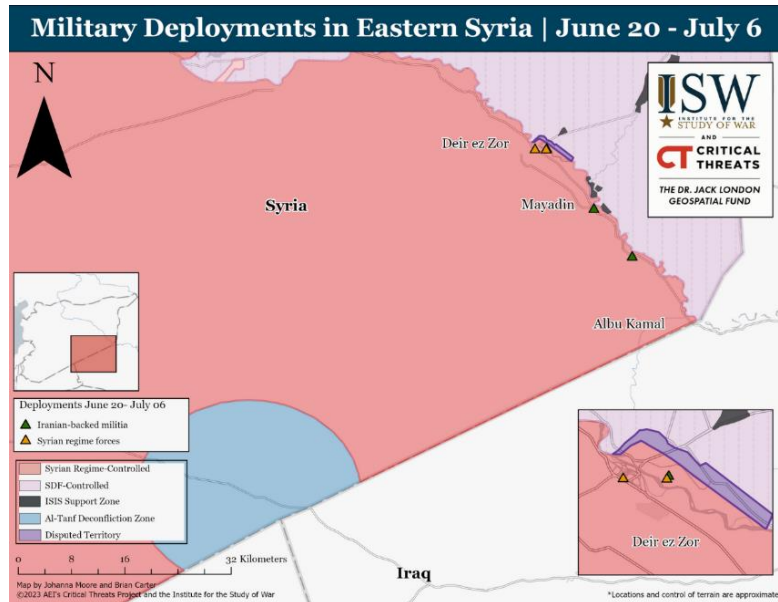 Military Deployments in Eastern Syria | June 20 - July 6
N
ISW
INSTITUTE FOR THE
STUDY OF WAR
AND
CT CRITICAL
THREATS
THE DR. JACK LONDON
GEOSPATIAL FUND
Deir ez Zor
Mayadin
Syria
Albu Kamal
Deployments June 20- July 06
Iranian-backed militia
Syrian regime forces
Syrian Regime-Controlled
SDF-Controlled
ISIS Support Zone
Al-Tanf Deconfliction Zone
Disputed Territory
0 8 16 32 Kilometers
Deir ez Zor
Iraq
Map by Johanna Moore and Brian Carter
©2023 AEI's Critical Threats Project and the Institute for the Study of War
*Locations and control of terrain are approximate